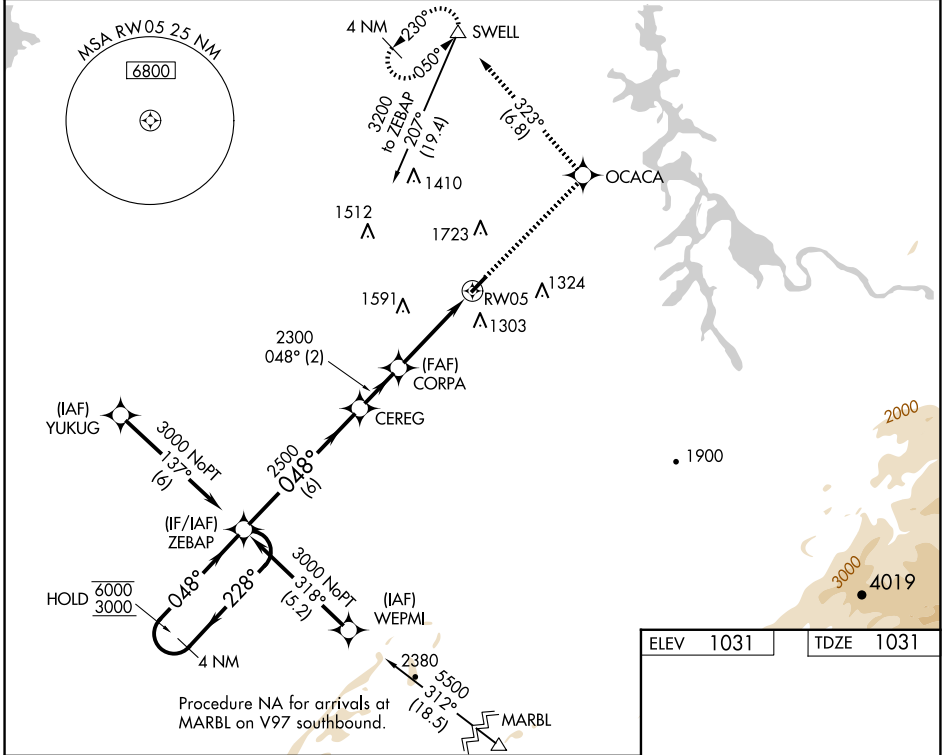 MSA RW05 25 NM
6800
4 NM
230°
050°
SWELL
3200
to ZEBAP
207°
(19.4)
323°
(6.8)
OCACA
1410
1512
1723
1591
RW05
1324
1303
2300
048° (2)
(FAF)
CORPA
CEREG
(IAF)
YUKUG
3000 NoPT
137°
(6)
2500
048°
(6)
2000
1900
(IF/IAF)
ZEBAP
3000 NoPT
318°
(5.2)
(IAF)
WEPMI
HOLD
6000
3000
048°
228°
4 NM
3000
4019
ELEV 1031
TDZE 1031
2380
5500
312°
(18.5)
MARBL
Procedure NA for arrivals at
MARBL on V97 southbound.